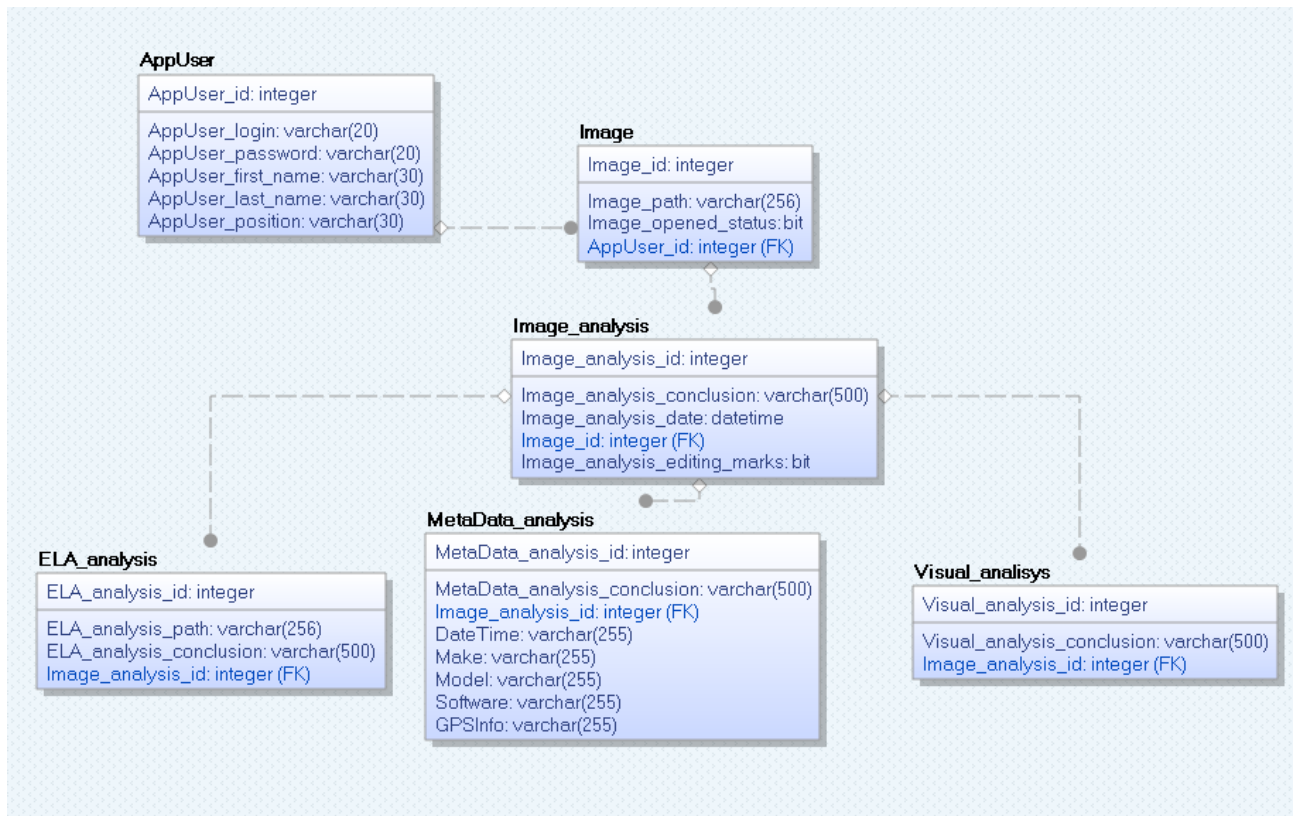 AppUser
AppUser_id: integer
AppUser_login: varchar(20)
AppUser_password: varchar(20)
AppUser_first_name: varchar(30)
AppUser_last_name: varchar(30)
AppUser_position: varchar(30)
Image
Image_id: integer
Image_path: varchar(256)
Image_opened_status:bit
AppUser_id: integer (FK)
Image_analysis
Image_analysis_id: integer
Image_analysis_conclusion: varchar(500)
Image_analysis_date: datetime
Image_id: integer (FK)
Image_analysis_editing_marks: bit
ELA_analysis
ELA_analysis_id: integer
ELA_analysis_path: varchar(256)
ELA_analysis_conclusion: varchar(500)
Image_analysis_id: integer (FK)
MetaData_analysis
MetaData_analysis_id: integer
MetaData_analysis_conclusion: varchar(500)
Image_analysis_id: integer (FK)
DateTime: varchar(255)
Make: varchar(255)
Model: varchar(255)
Software: varchar(255)
GPSInfo: varchar(255)
Visual_analisys
Visual_analysis_id: integer
Visual_analysis_conclusion: varchar(500)
Image_analysis_id: integer (FK)